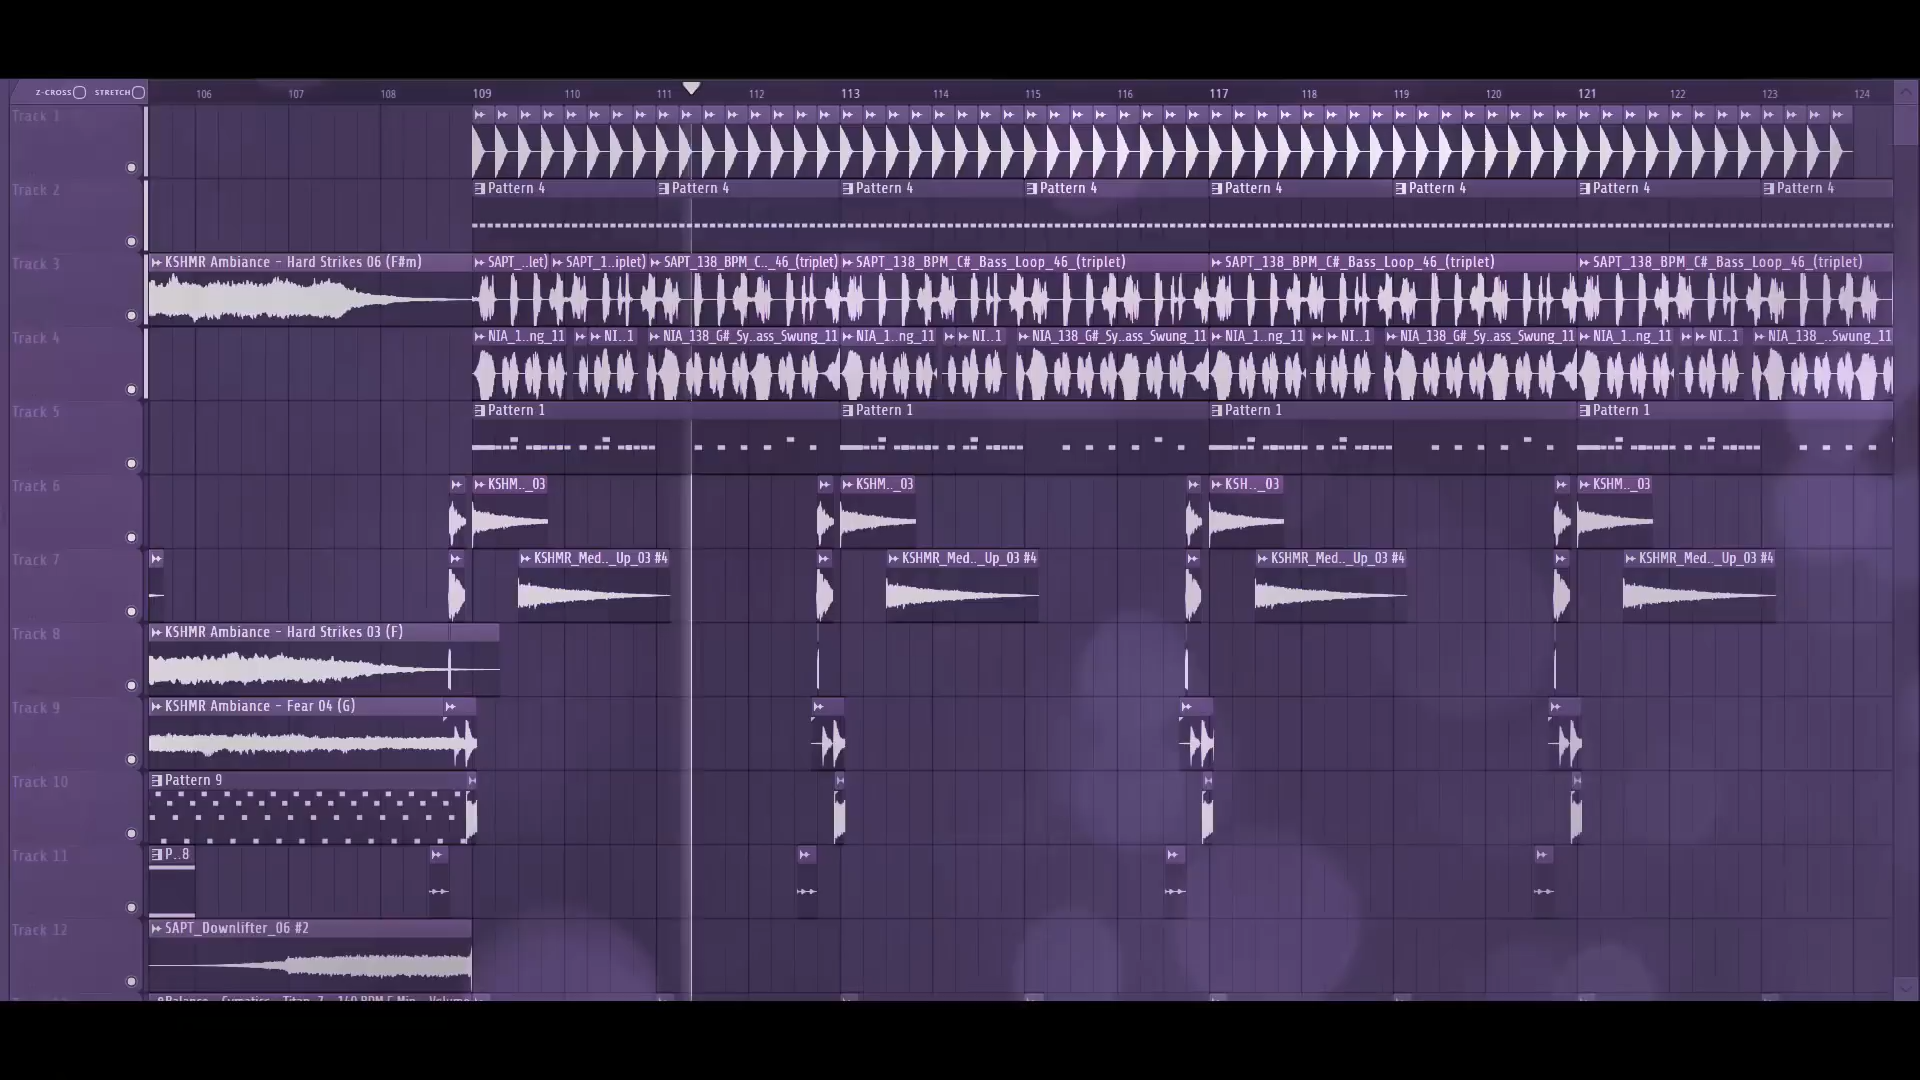 Z-CROSS STRETCH 106 107 108 109 110 111 112 113 114 115 116 117 118 119 120 121 122 123 124
Track 1
Track 2 Pattern 4 Pattern 4 Pattern 4 Pattern 4 Pattern 4 Pattern 4 Pattern 4 Pattern 4
Track 3 KSHMR Ambiance - Hard Strikes 06 (F#m) SAPT_..let) SAPT_1..iplet) SAPT_138_BPM_C.._46_(triplet) SAPT_138_BPM_C#_Bass_Loop_46_(triplet) SAPT_138_BPM_C#_Bass_Loop_46_(triplet) SAPT_138_BPM_C#_Bass_Loop_46_(triplet)
Track 4 NIA_1..ng_11 NI..1 NIA_138_G#_Sy..ass_Swung_11 NIA_1..ng_11 NI..1 NIA_138_G#_Sy..ass_Swung_11 NIA_1..ng_11 NI..1 NIA_138_G#_Sy..ass_Swung_11 NIA_1..ng_11 NI..1 NIA_138_..Swung_11
Track 5 Pattern 1 Pattern 1 Pattern 1 Pattern 1
Track 6 KSHM.._03 KSHM.._03 KSH.._03 KSHM.._03
Track 7 KSHMR_Med.._Up_03 #4 KSHMR_Med.._Up_03 #4 KSHMR_Med.._Up_03 #4 KSHMR_Med.._Up_03 #4
Track 8 KSHMR Ambiance - Hard Strikes 03 (F)
Track 9 KSHMR Ambiance - Fear 04 (G)
Track 10 Pattern 9
Track 11 P..8
Track 12 SAPT_Downlifter_06 #2